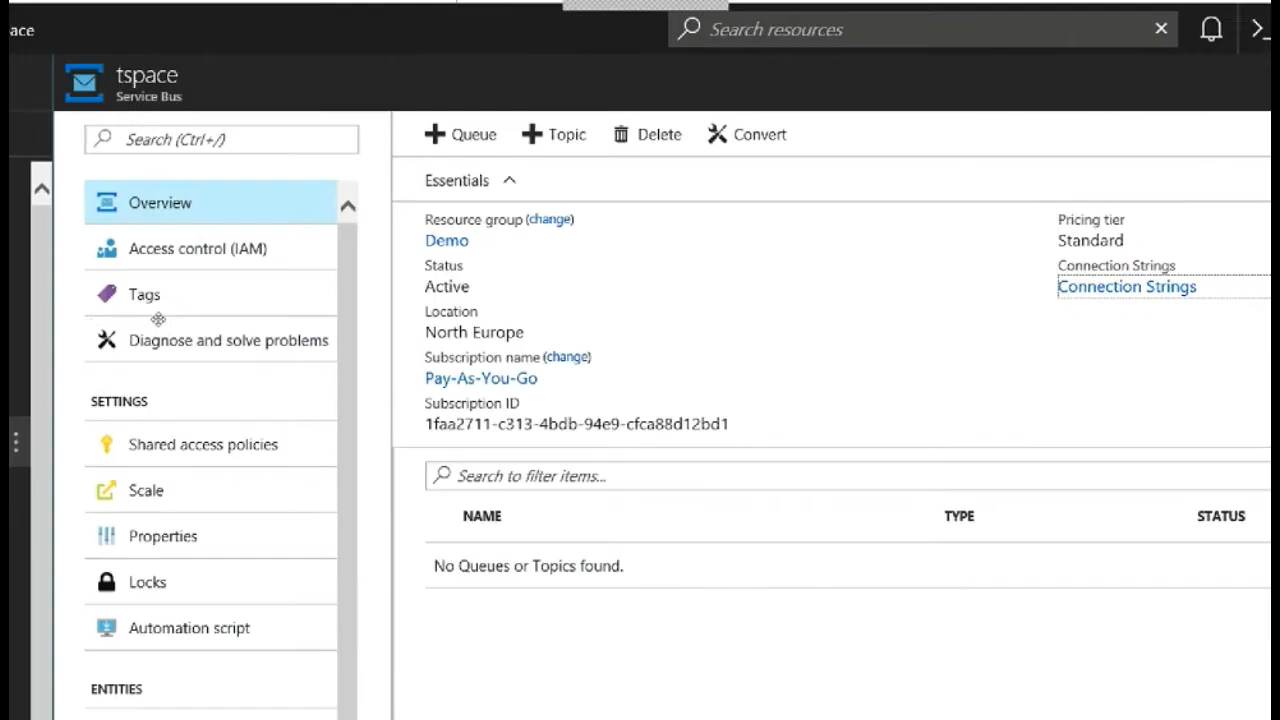 ace
Search resources
tspace
Service Bus
Search (Ctrl+/)
Overview
Access control (IAM)
Tags
Diagnose and solve problems
SETTINGS
Shared access policies
Scale
Properties
Locks
Automation script
ENTITIES
Queue Topic Delete Convert
Essentials
Resource group (change)
Demo
Status
Active
Location
North Europe
Subscription name (change)
Pay-As-You-Go
Subscription ID
1faa2711-c313-4bdb-94e9-cfca88d12bd1
Pricing tier
Standard
Connection Strings
Connection Strings
Search to filter items...
NAME TYPE STATUS
No Queues or Topics found.